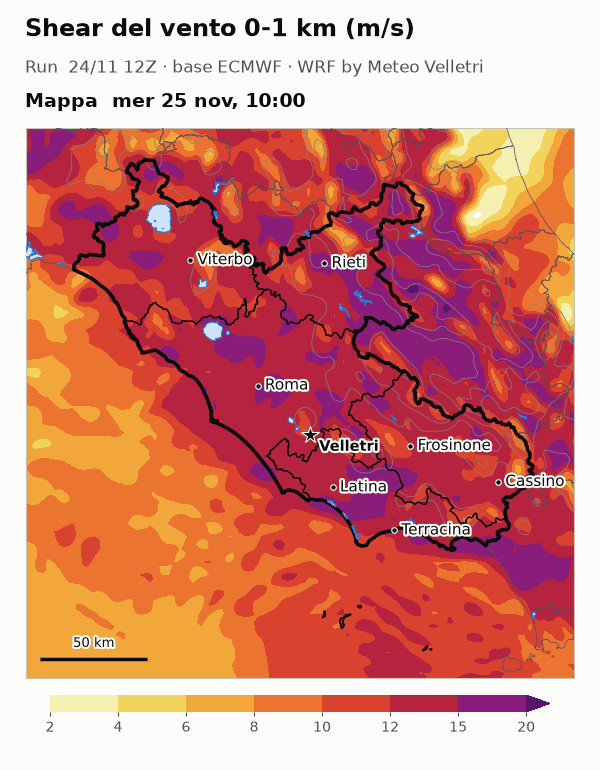 Shear del vento 0-1 km (m/s)
Run  24/11 12Z · base ECMWF · WRF by Meteo Velletri
Mappa  mer 25 nov, 10:00
Viterbo
Rieti
Roma
Velletri
Frosinone
Latina
Cassino
Terracina
50 km
2 4 6 8 10 12 15 20